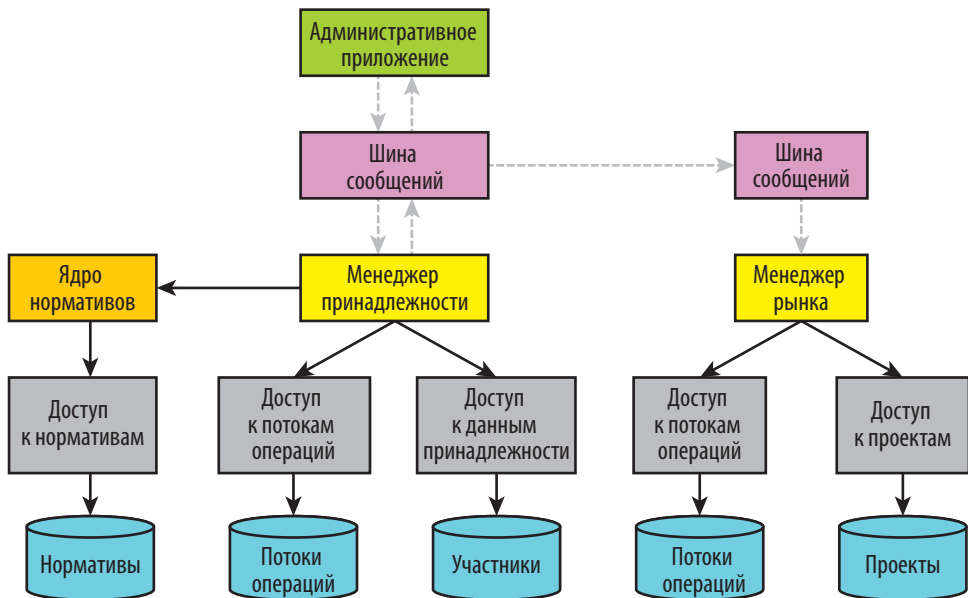 Административное
приложение
Шина
сообщений
Шина
сообщений
Ядро
нормативов
Менеджер
принадлежности
Менеджер
рынка
Доступ
к нормативам
Доступ
к потокам
операций
Доступ
к данным
принадлежности
Доступ
к потокам
операций
Доступ
к проектам
Нормативы
Потоки
операций
Участники
Потоки
операций
Проекты